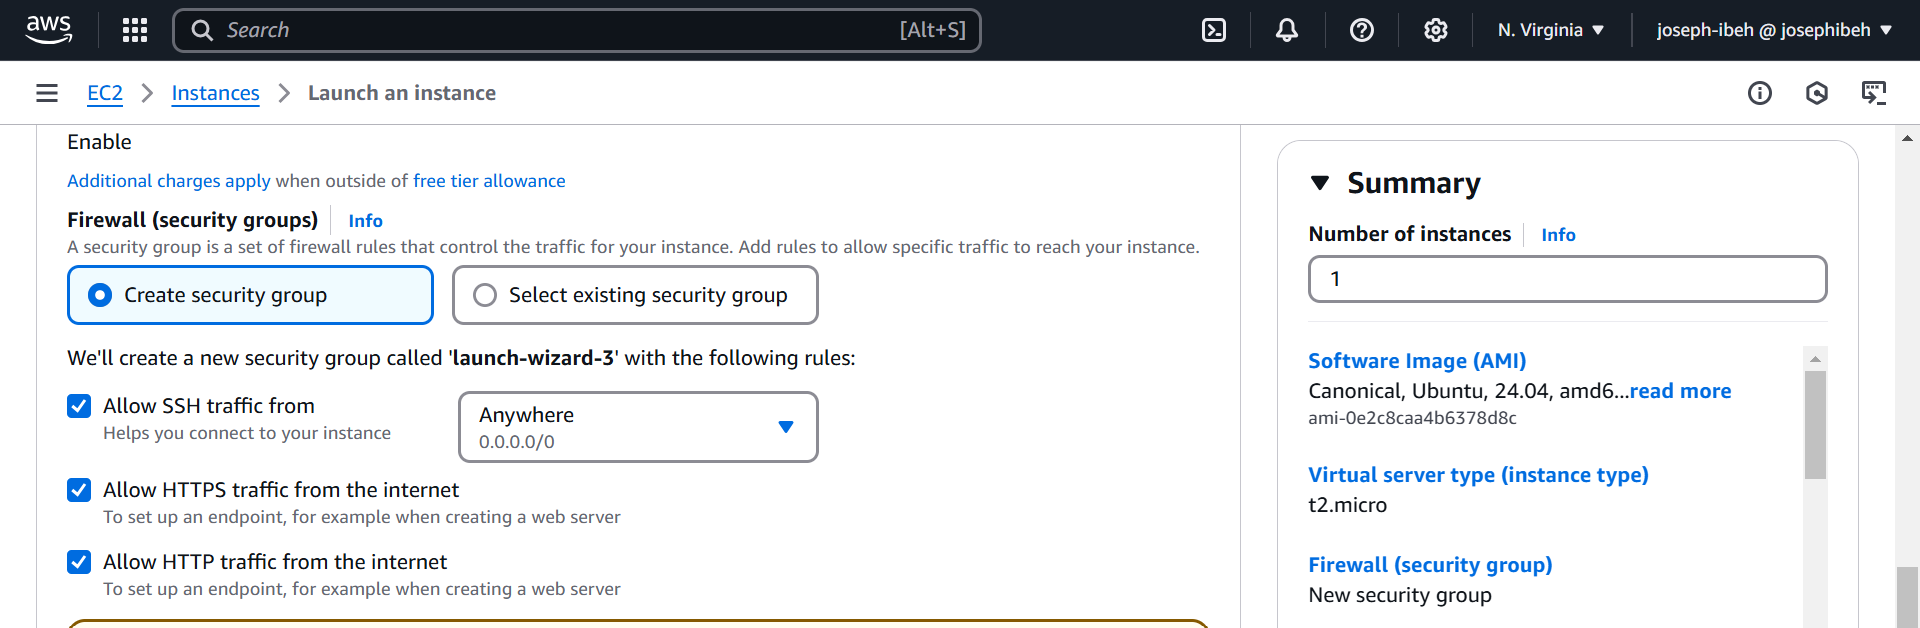 aws
Search [Alt+S]
N. Virginia
joseph-ibeh @ josephibeh
EC2 Instances Launch an instance
Enable
Additional charges apply when outside of free tier allowance
Firewall (security groups) Info
A security group is a set of firewall rules that control the traffic for your instance. Add rules to allow specific traffic to reach your instance.
Create security group
Select existing security group
We'll create a new security group called 'launch-wizard-3' with the following rules:
Allow SSH traffic from
Helps you connect to your instance
Anywhere
0.0.0.0/0
Allow HTTPS traffic from the internet
To set up an endpoint, for example when creating a web server
Allow HTTP traffic from the internet
To set up an endpoint, for example when creating a web server
Summary
Number of instances Info
1
Software Image (AMI)
Canonical, Ubuntu, 24.04, amd6...read more
ami-0e2c8caa4b6378d8c
Virtual server type (instance type)
t2.micro
Firewall (security group)
New security group